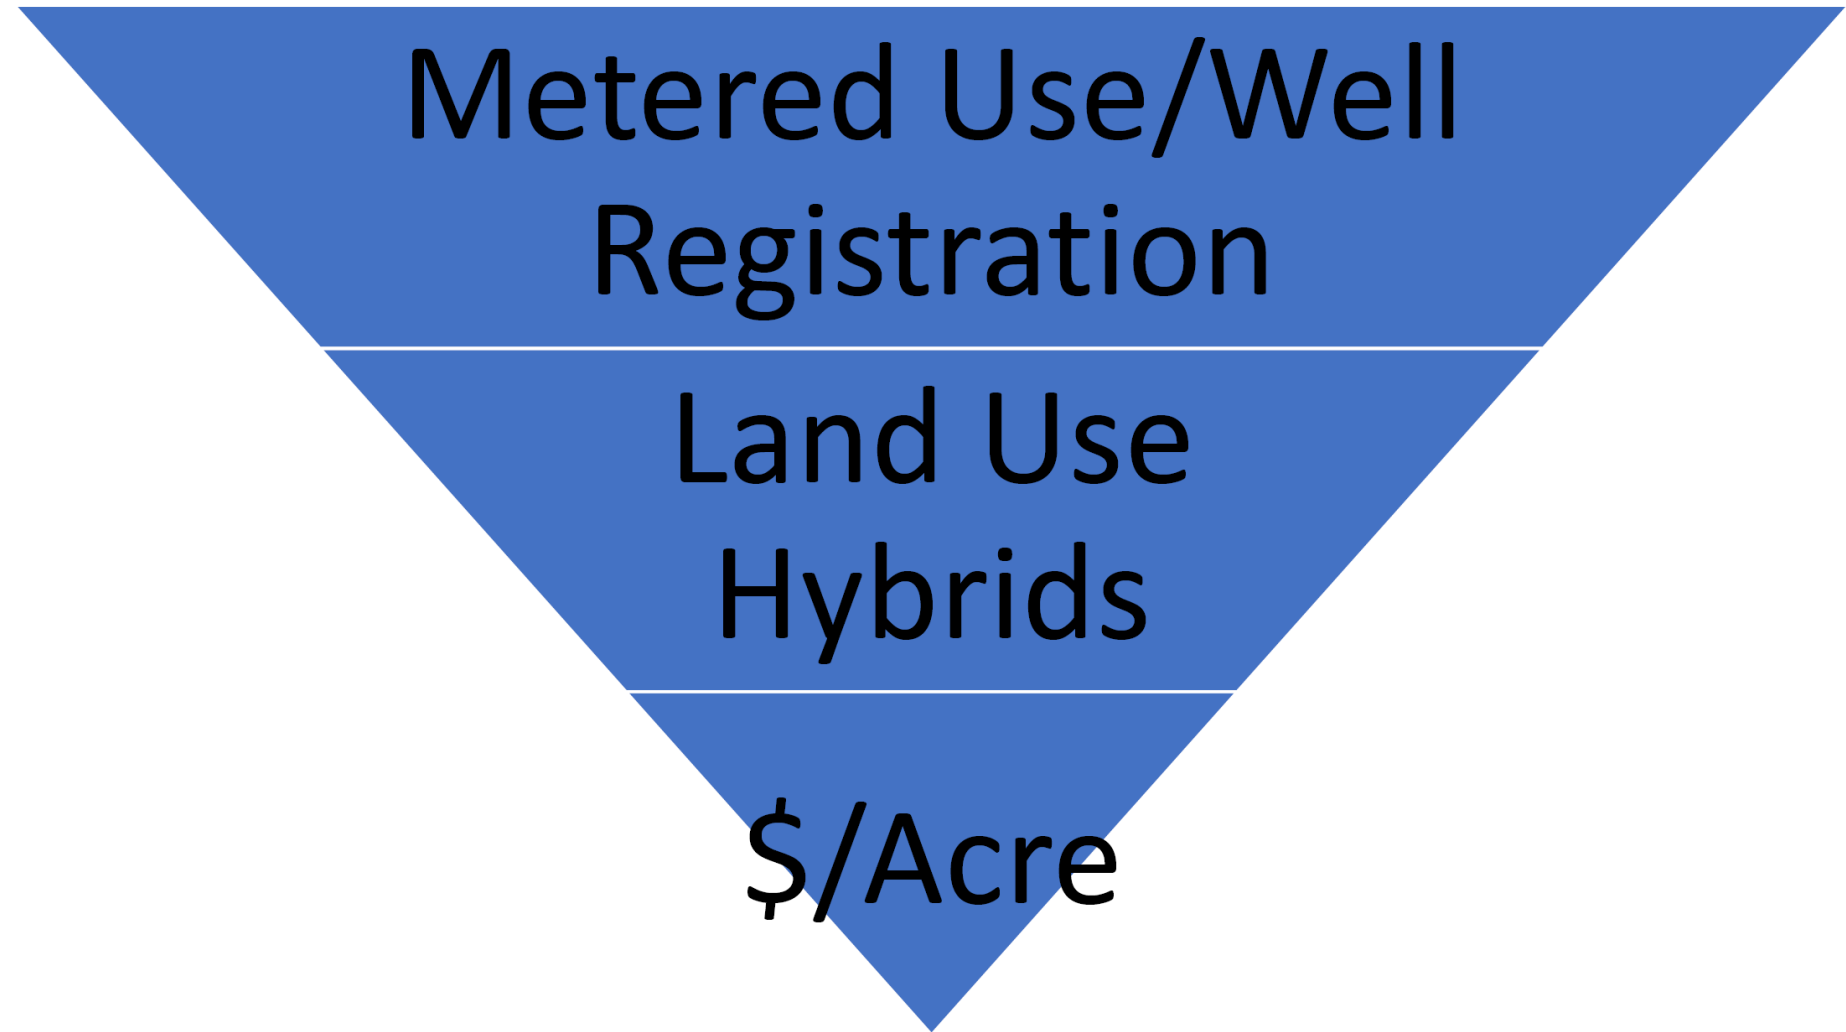 Metered Use/Well
Registration
Land Use
Hybrids
$/Acre